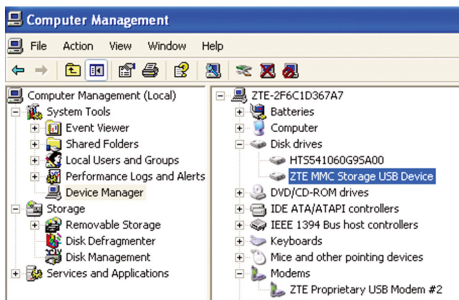 Computer Management
File Action View Window Help
Computer Management (Local)
System Tools
Event Viewer
Shared Folders
Local Users and Groups
Performance Logs and Alerts
Device Manager
Storage
Removable Storage
Disk Defragmenter
Disk Management
Services and Applications
ZTE-2F6C1D367A7
Batteries
Computer
Disk drives
HTS541060G9SA00
ZTE MMC Storage USB Device
DVD/CD-ROM drives
IDE ATA/ATAPI controllers
IEEE 1394 Bus host controllers
Keyboards
Mice and other pointing devices
Modems
ZTE Proprietary USB Modem #2